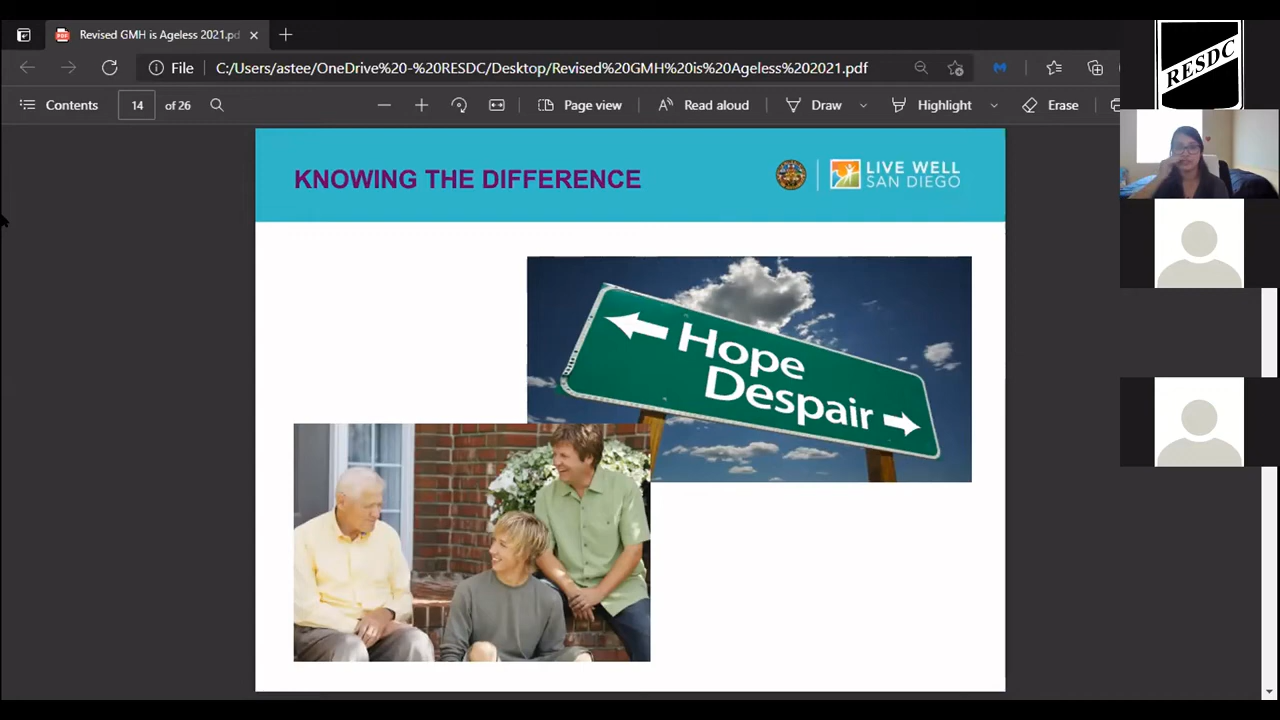 Revised GMH is Ageless 2021.pd
File
C:/Users/astee/OneDrive%20-%20RESDC/Desktop/Revised%20GMH%20is%20Ageless%202021.pdf
Contents
14
of 26
Page view
Read aloud
Draw
Highlight
Erase
RESDC
KNOWING THE DIFFERENCE
LIVE WELL
SAN DIEGO
Hope
Despair